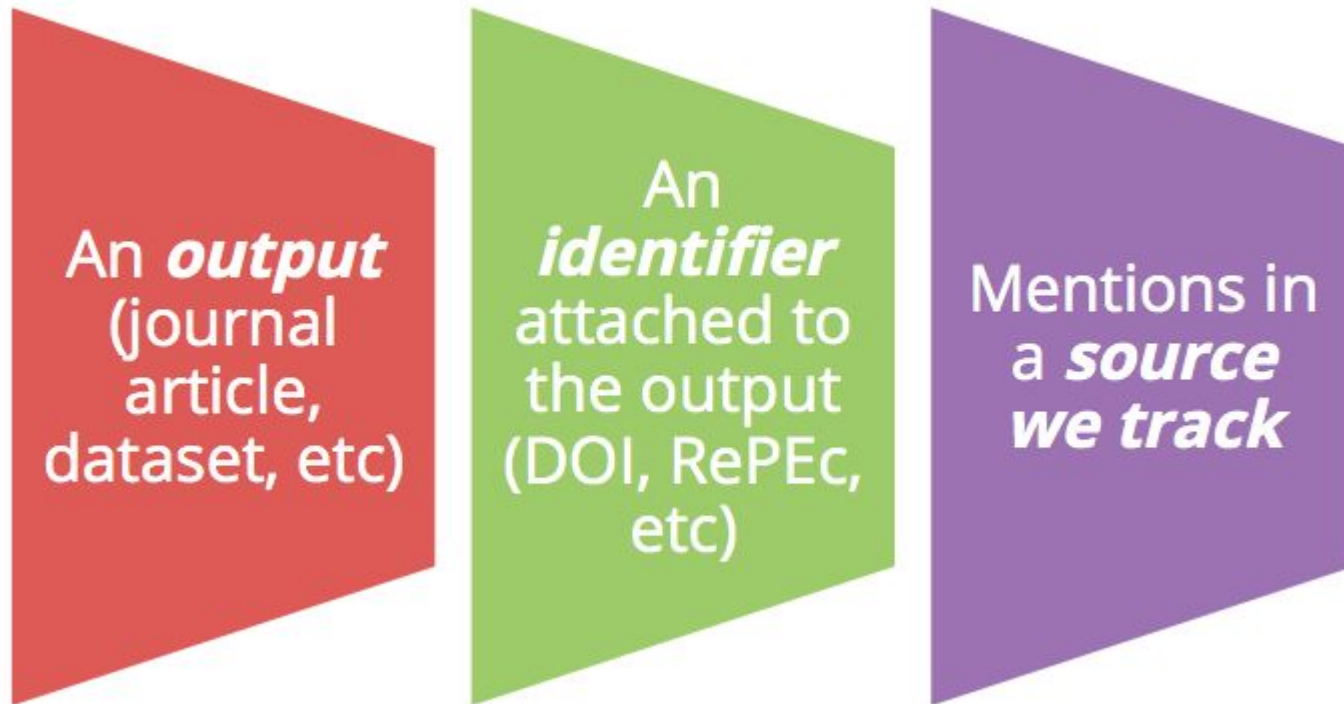 An output
(journal
article,
dataset, etc)
An
identifier
attached to
the output
(DOI, RePEc,
etc)
Mentions in
a source
we track